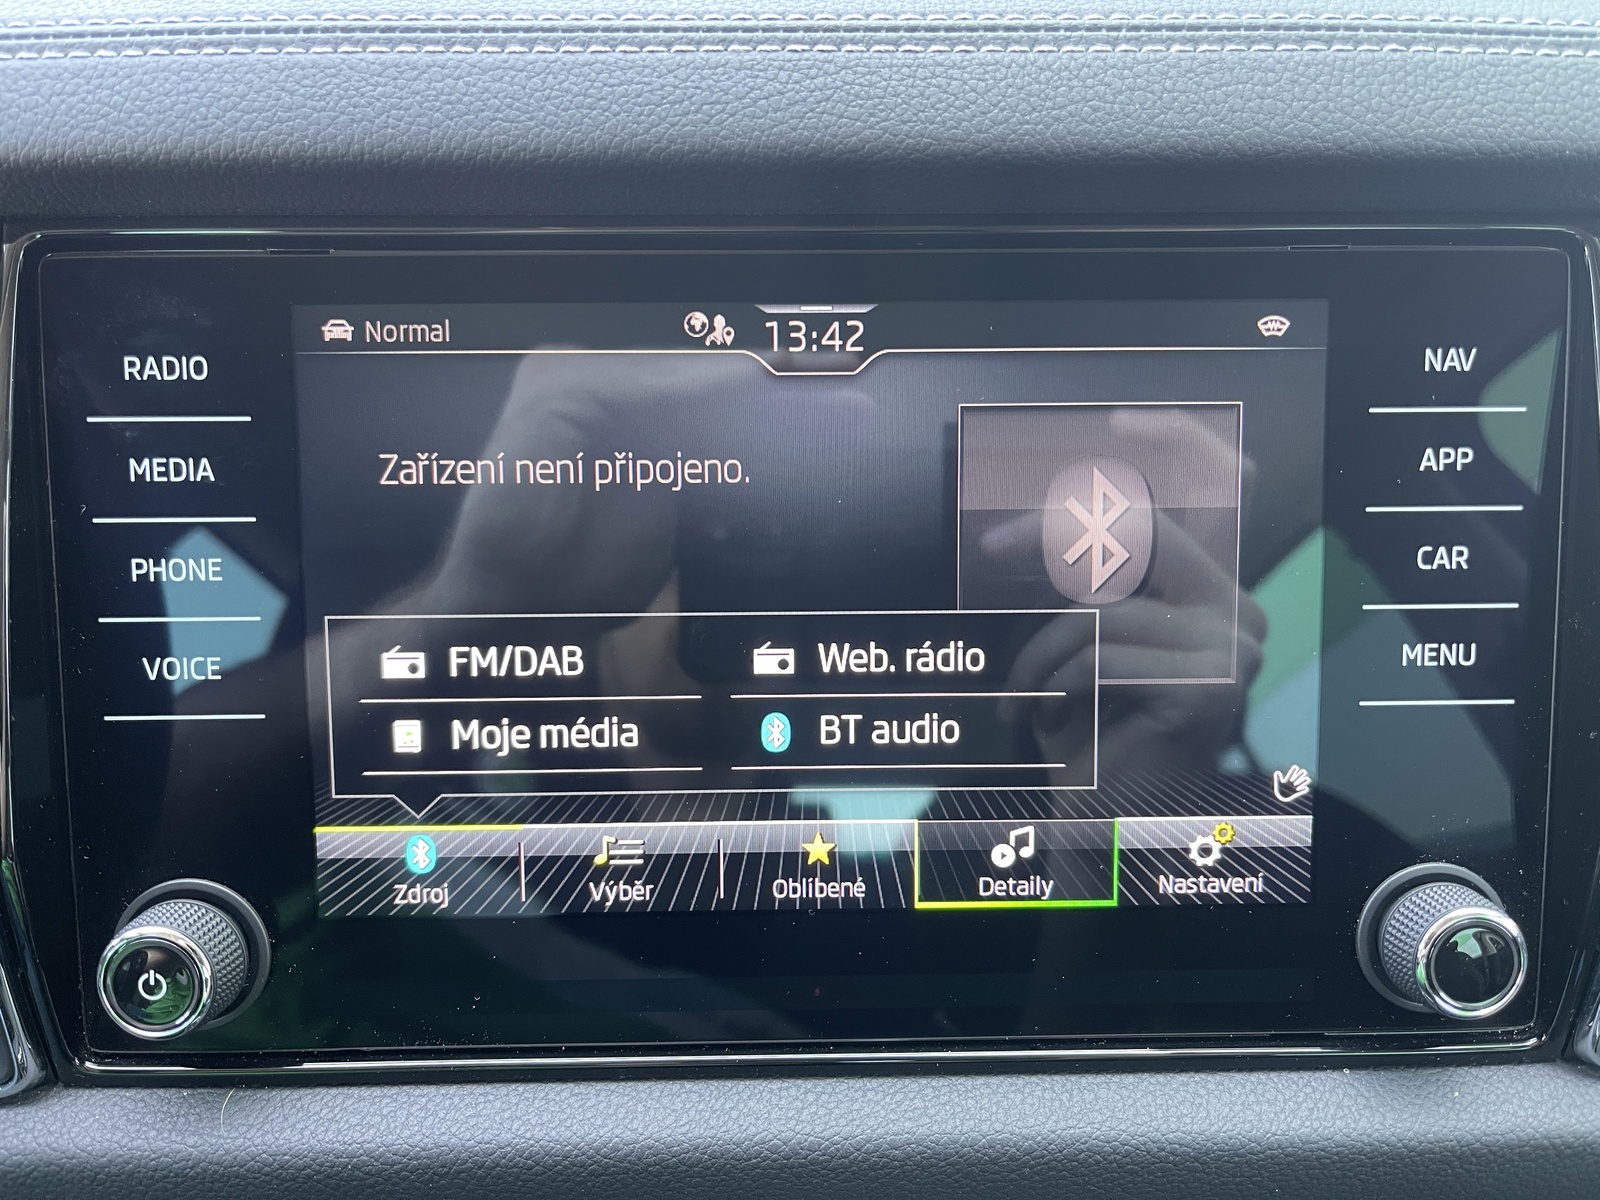 Normal
13:42
RADIO
MEDIA
PHONE
VOICE
NAV
APP
CAR
MENU
Zařízení není připojeno.
FM/DAB
Web. rádio
Moje média
BT audio
Zdroj
Výběr
Oblíbené
Detaily
Nastavení